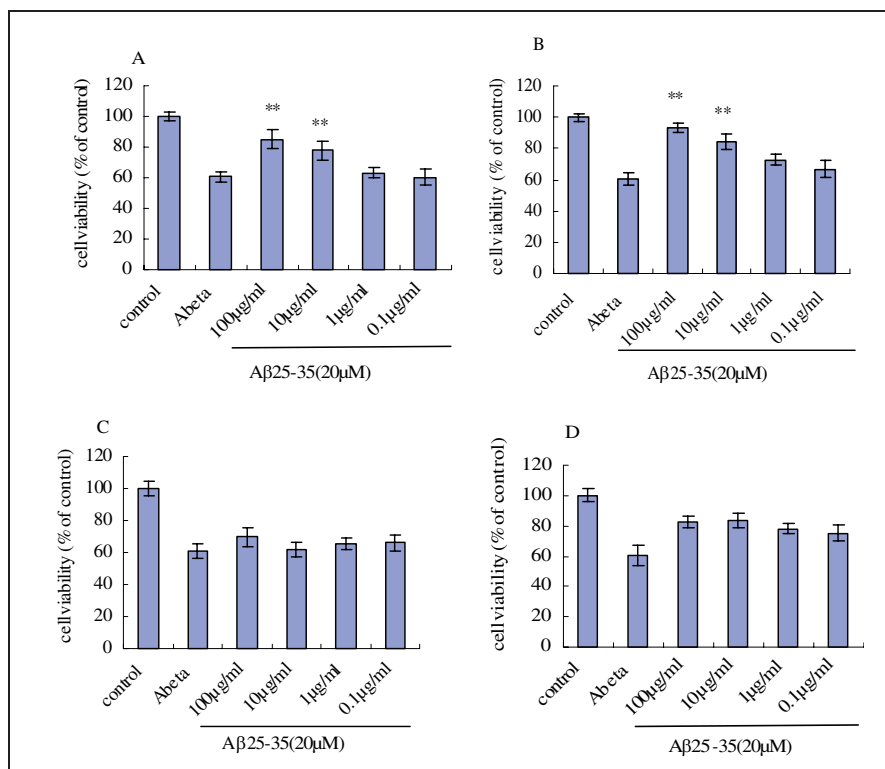 A
cell viability (% of control)
120
100
80
60
40
20
0
** **
control Abeta 100μg/ml 10μg/ml 1μg/ml 0.1μg/ml
Aβ25-35(20μM)
B
cell viability (% of control)
120
100
80
60
40
20
0
** **
control Abeta 100μg/ml 10μg/ml 1μg/ml 0.1μg/ml
Aβ25-35(20μM)
C
cell viability (% of control)
120
100
80
60
40
20
0
control Abeta 100μg/ml 10μg/ml 1μg/ml 0.1μg/ml
Aβ25-35(20μM)
D
cell viability (% of control)
120
100
80
60
40
20
0
control Abeta 100μg/ml 10μg/ml 1μg/ml 0.1μg/ml
Aβ25-35(20μM)